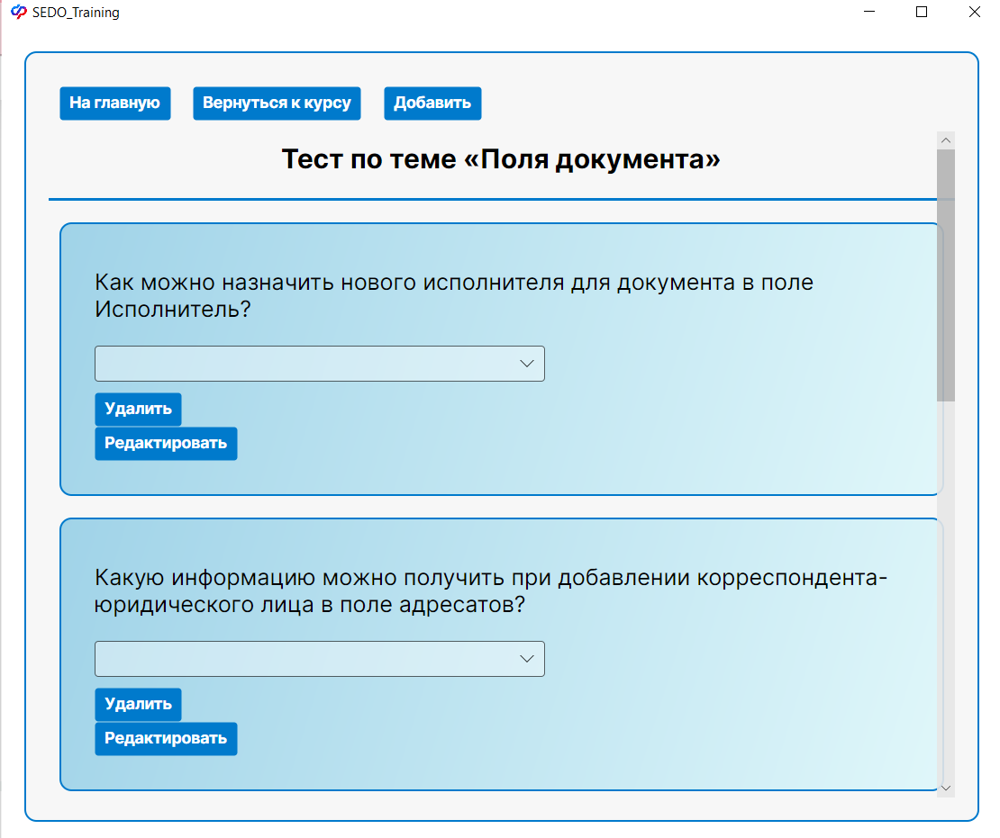 SEDO_Training
На главную
Вернуться к курсу
Добавить
Тест по теме «Поля документа»
Как можно назначить нового исполнителя для документа в поле
Исполнитель?
Удалить
Редактировать
Какую информацию можно получить при добавлении корреспондента-
юридического лица в поле адресатов?
Удалить
Редактировать